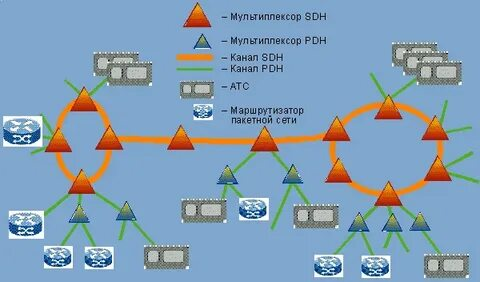 – Мультиплексор SDH
– Мультиплексор PDH
– Канал SDH
– Канал PDH
– АТС
– Маршрутизатор
пакетной сети